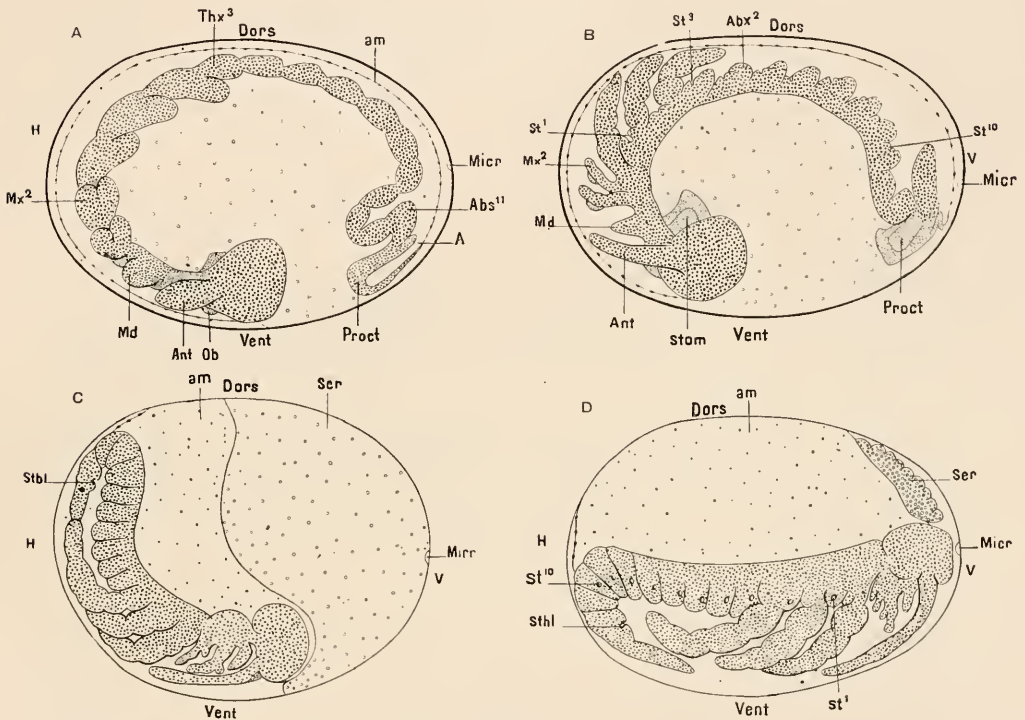 A
Thx³
Dors
am
H
Micr
Mx²
Abs¹¹
A
Md
Ant
Ob
Vent
Proct
B
St³
Abx²
Dors
St¹
St¹⁰
Mx²
V
Micr
Md
Ant
Stom
Vent
Proct
C
am
Dors
Ser
Stbl
H
Micr
V
Vent
D
am
Dors
Ser
H
Micr
V
St¹⁰
Sthl
Vent
st¹